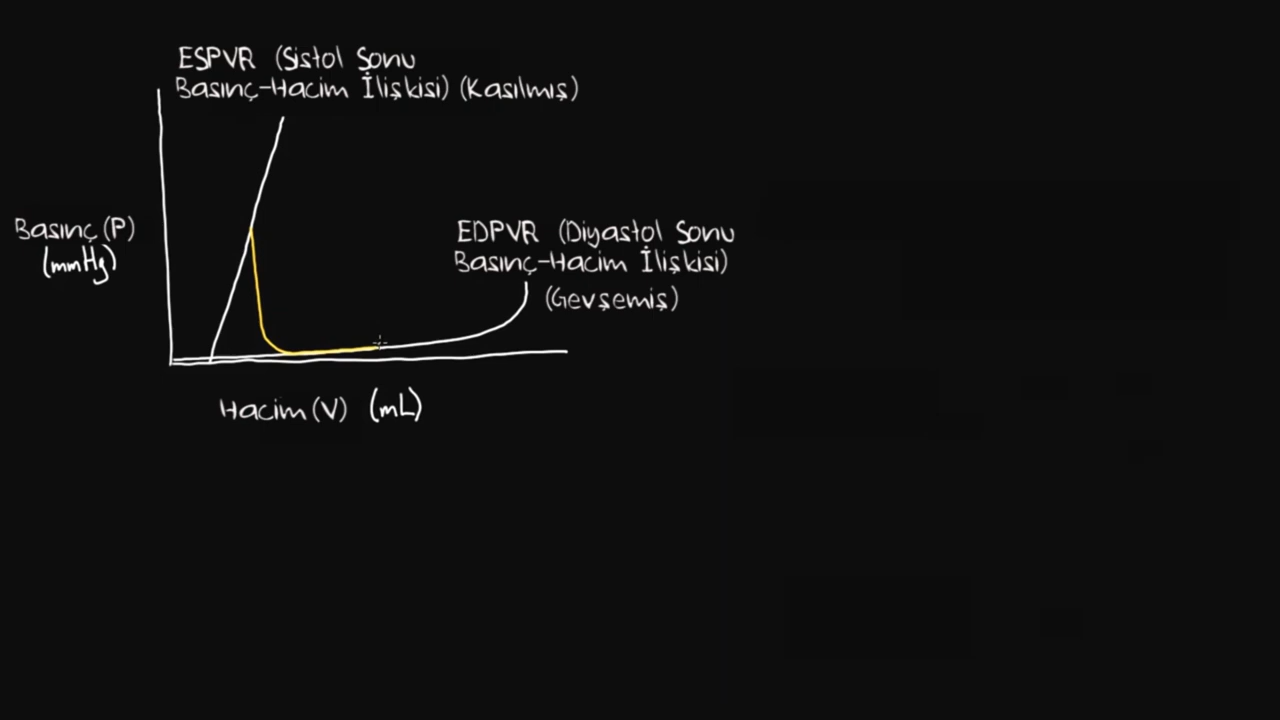 ESPVR (Sistol Sonu
Basınç-Hacim İlişkisi) (Kasılmış)
Basınç (P)
(mmHg)
EDPVR (Diyastol Sonu
Basınç-Hacim İlişkisi)
(Gevşemiş)
Hacim (V) (mL)